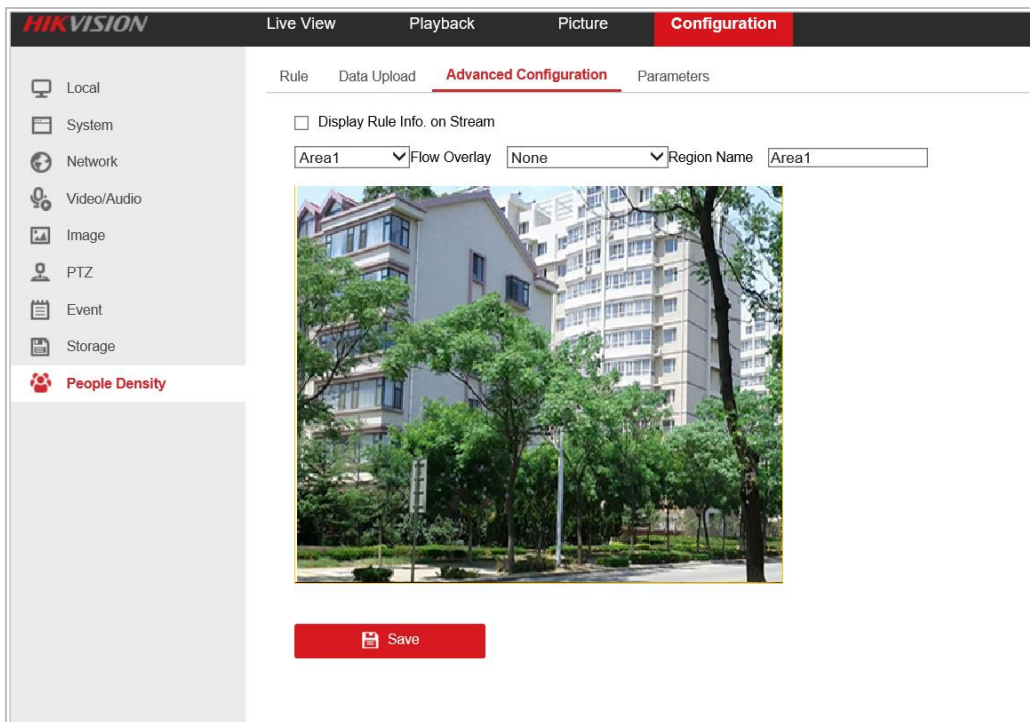 HIKVISION Live View Playback Picture Configuration
Local
System
Network
Video/Audio
Image
PTZ
Event
Storage
People Density
Rule Data Upload Advanced Configuration Parameters
Display Rule Info. on Stream
Area1 Flow Overlay None Region Name Area1
Save